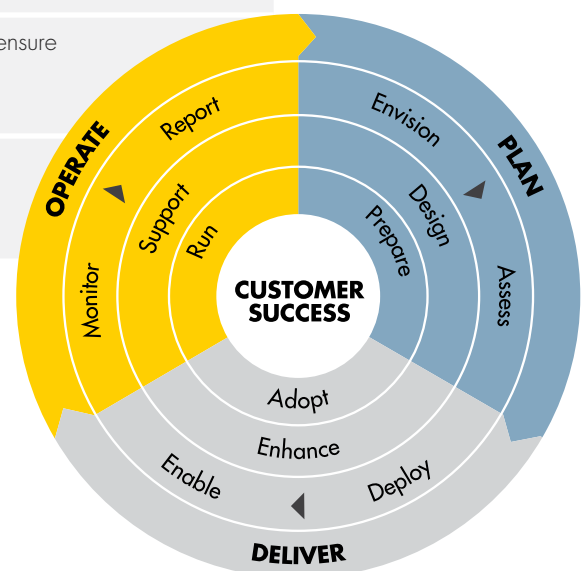 ensure
OPERATE
Report
Monitor
Support
Run
PLAN
Envision
Assess
Design
Prepare
CUSTOMER
SUCCESS
Adopt
Enhance
Enable
Deploy
DELIVER